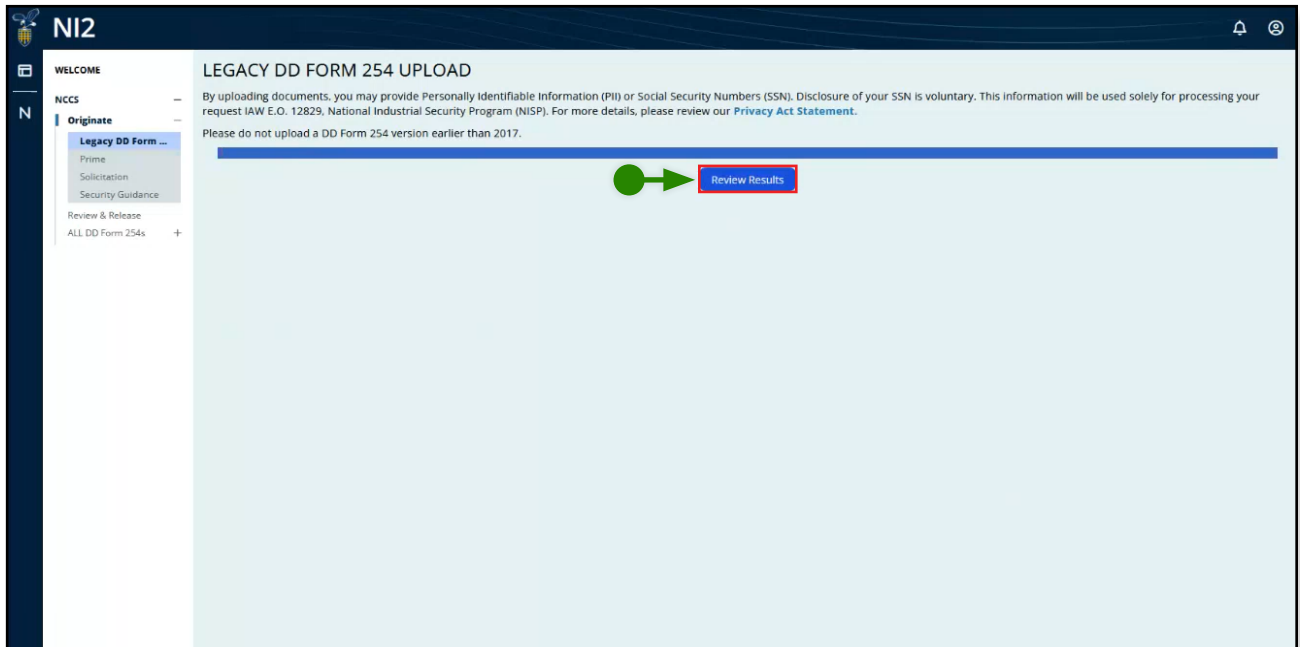 NI2
N
WELCOME
NCCS
Originate
Legacy DD Form ...
Prime
Solicitation
Security Guidance
Review & Release
ALL DD Form 254s
LEGACY DD FORM 254 UPLOAD
By uploading documents, you may provide Personally Identifiable Information (PII) or Social Security Numbers (SSN). Disclosure of your SSN is voluntary. This information will be used solely for processing your
request IAW E.O. 12829, National Industrial Security Program (NISP). For more details, please review our Privacy Act Statement.
Please do not upload a DD Form 254 version earlier than 2017.
Review Results